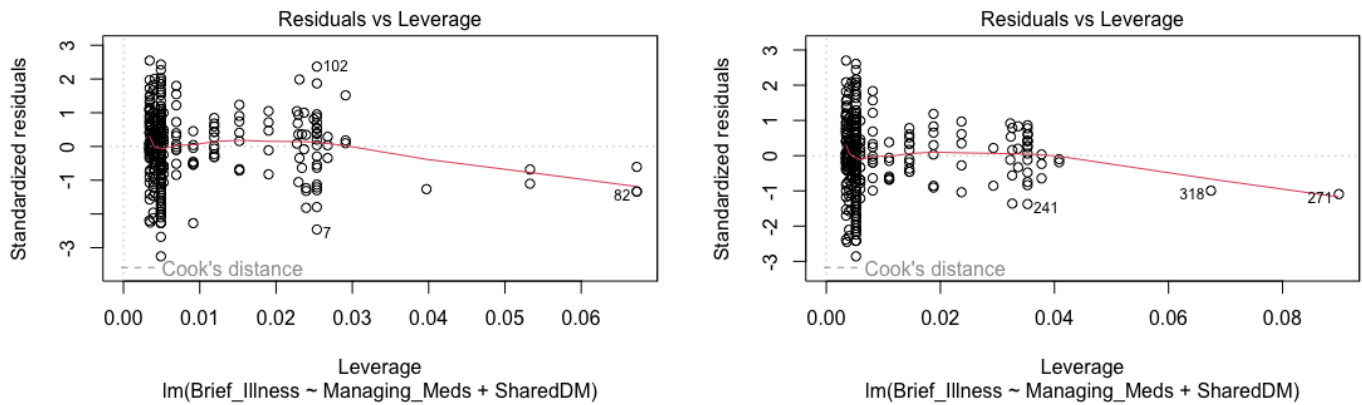 Residuals vs Leverage
Standardized residuals
3
2
1
0
-1
-3
102
82
7
Cook's distance
0.00 0.01 0.02 0.03 0.04 0.05 0.06
Leverage
lm(Brief_Illness ~ Managing_Meds + SharedDM)
Residuals vs Leverage
Standardized residuals
3
2
1
0
-1
-2
-3
318
271
241
Cook's distance
0.00 0.02 0.04 0.06 0.08
Leverage
lm(Brief_Illness ~ Managing_Meds + SharedDM)